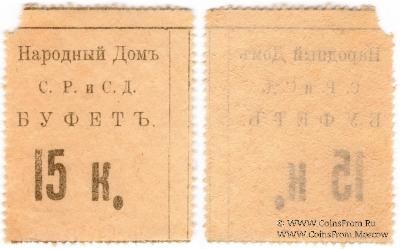 Народный Домъ
С. Р. и С. Д.
БУФЕТЪ.
15 к.
© www.CoinsFrom.Ru
www.CoinsFrom.Moscow